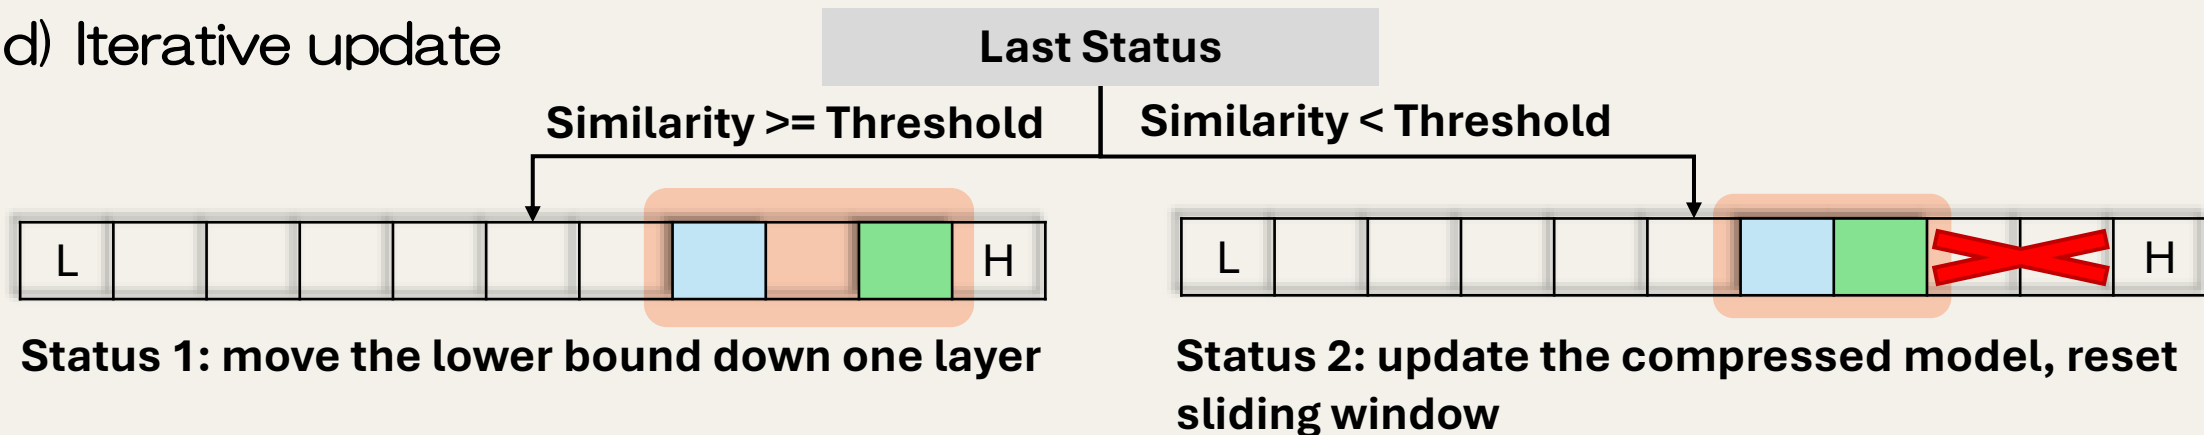 d) Iterative update
Last Status
Similarity >= Threshold
Similarity < Threshold
L
H
L
H
Status 1: move the lower bound down one layer
Status 2: update the compressed model, reset
sliding window